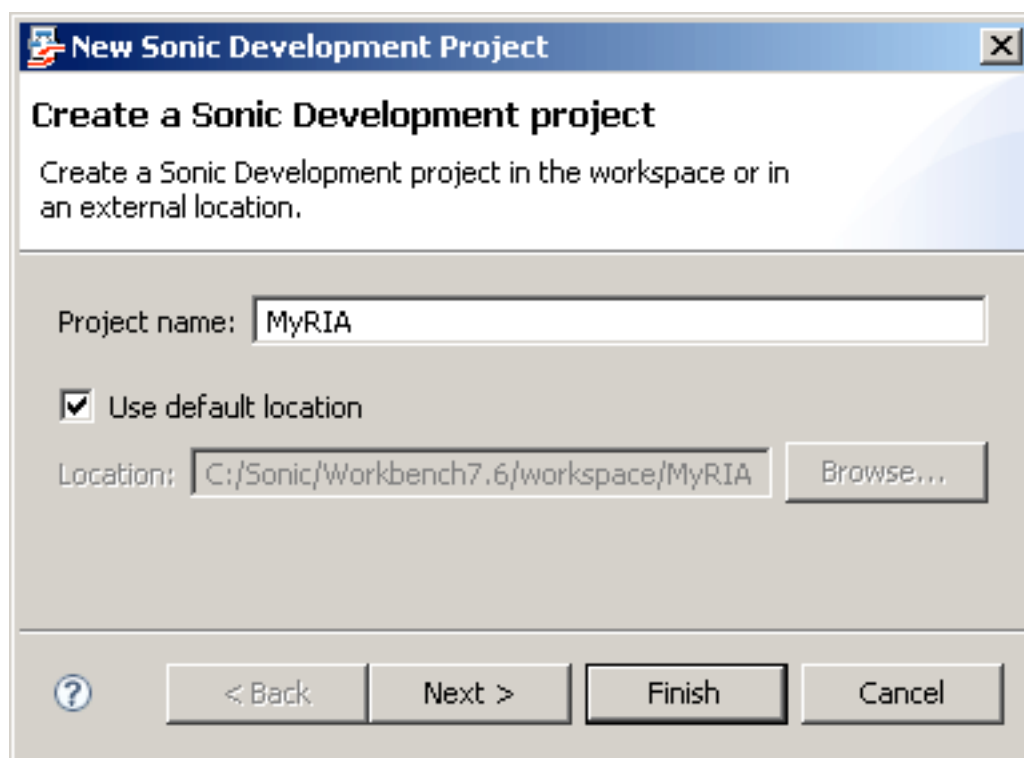 New Sonic Development Project
Create a Sonic Development project
Create a Sonic Development project in the workspace or in
an external location.
Project name: MyRIA
Use default location
Location: C:/Sonic/Workbench7.6/workspace/MyRIA Browse...
? < Back Next > Finish Cancel